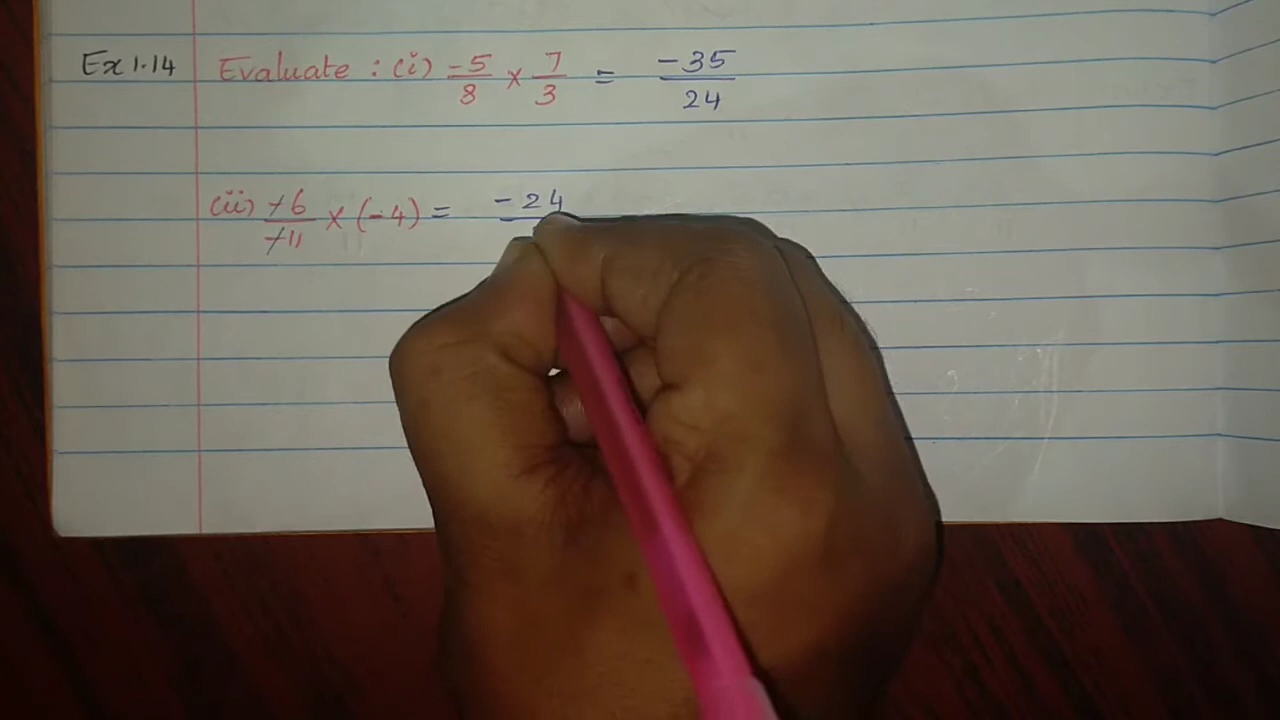 Ex 1.14 Evaluate : (i) -5/8 × 7/3 = -35/24
(ii) -6/-11 × (-4) = -24